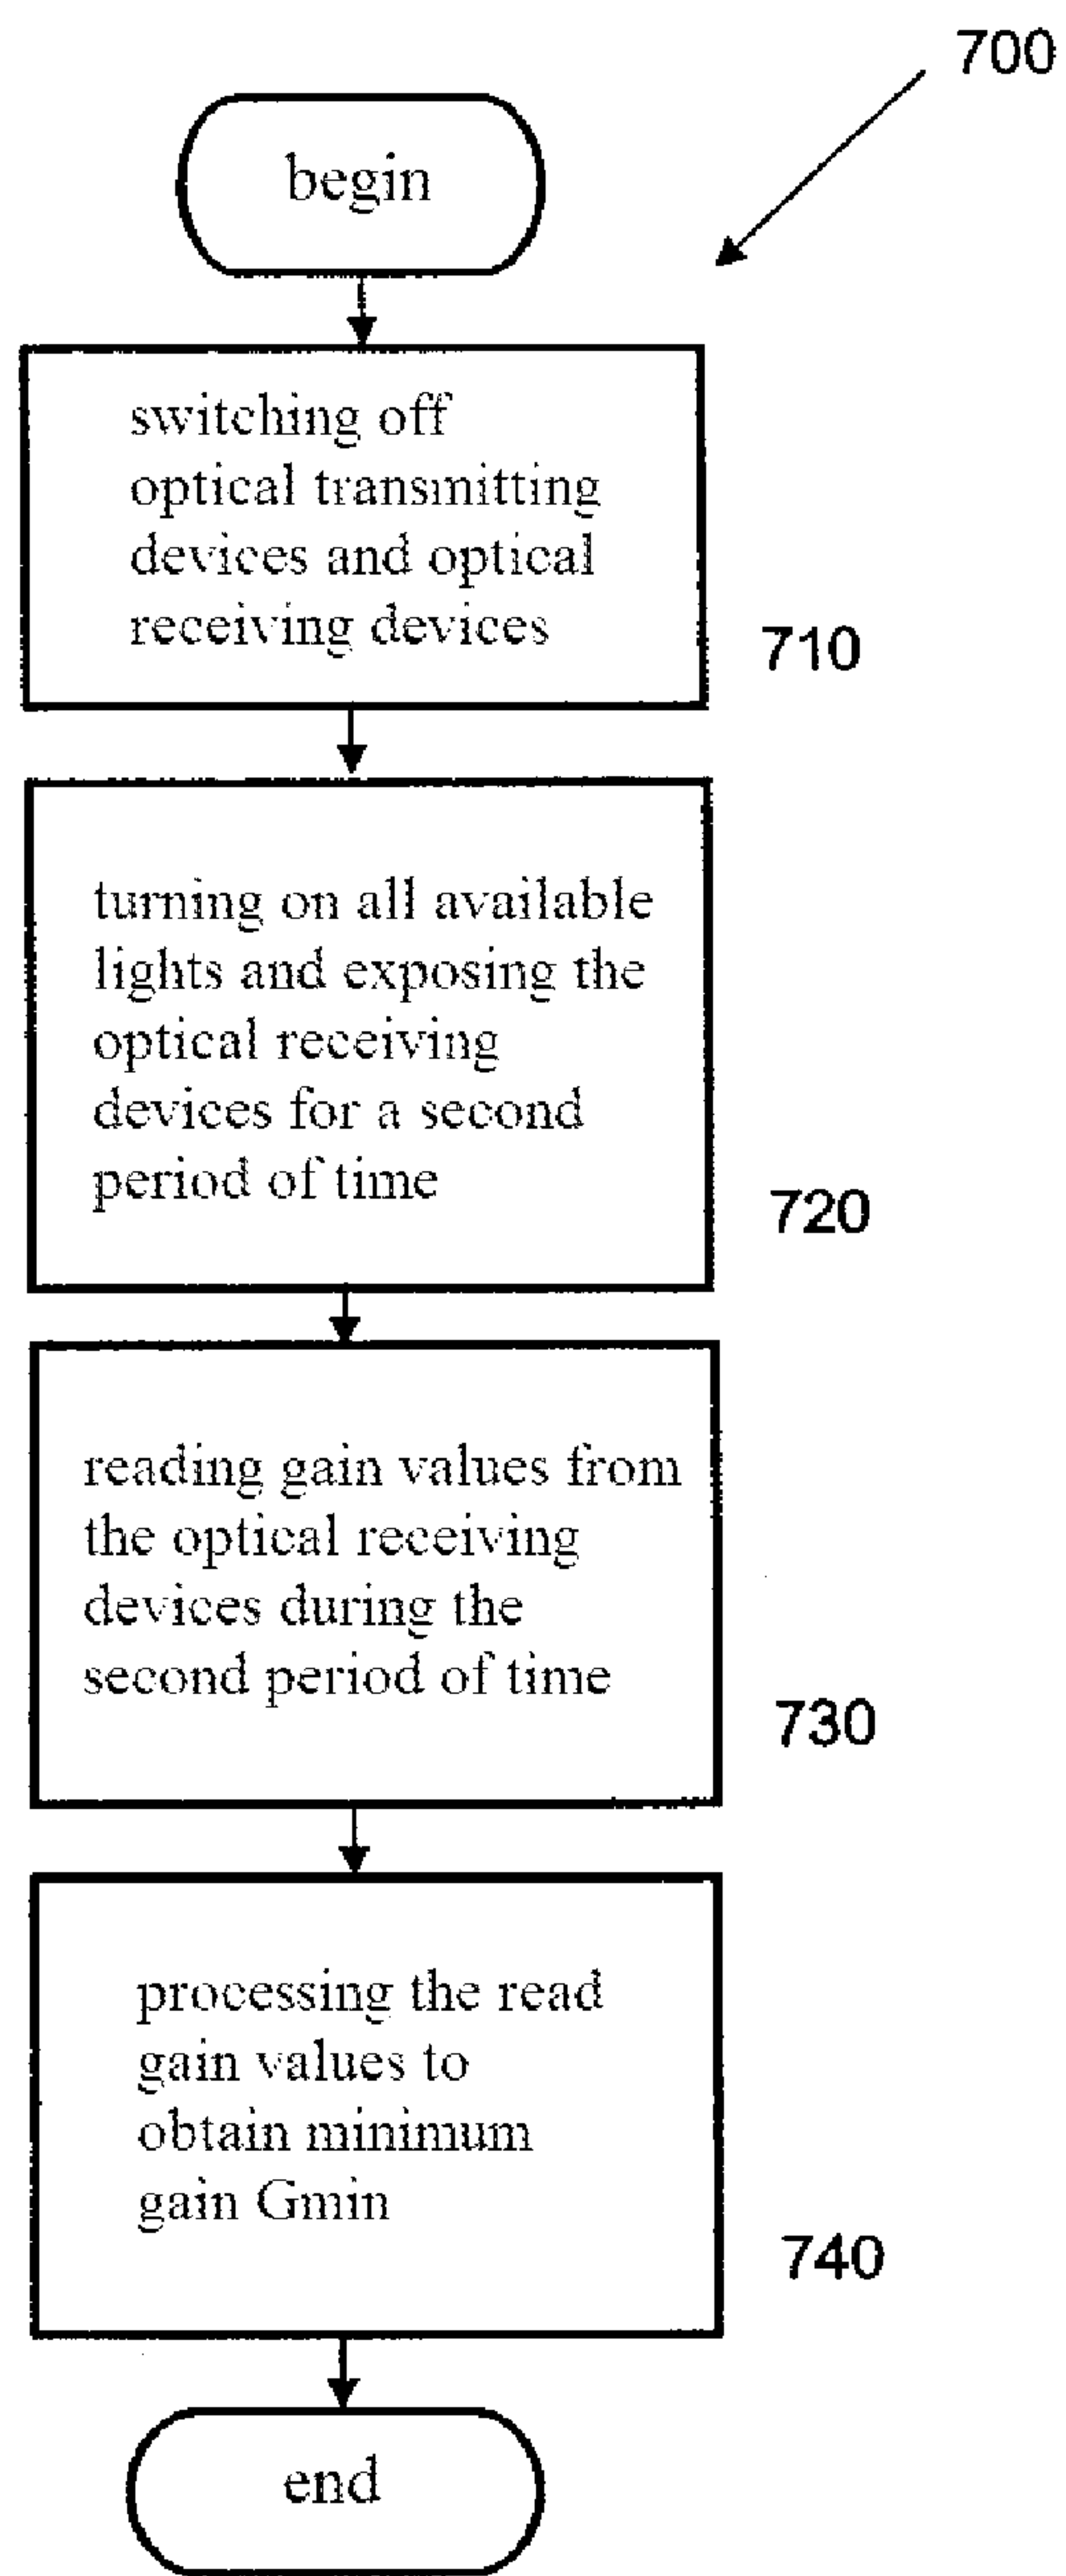 700
begin
switching off
optical transmitting
devices and optical
receiving devices
710
turning on all available
lights and exposing the
optical receiving
devices for a second
period of time
720
reading gain values from
the optical receiving
devices during the
second period of time
730
processing the read
gain values to
obtain minimum
gain Gmin
740
end